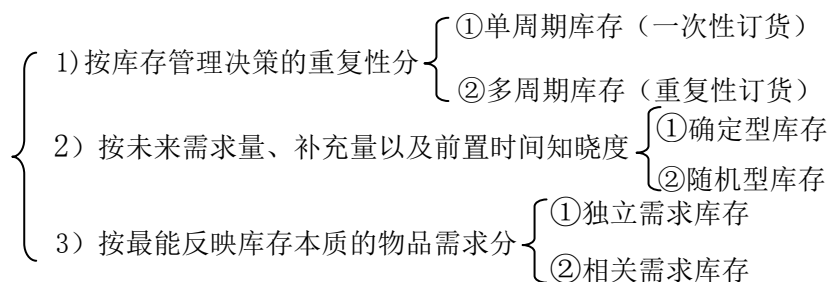 1)按库存管理决策的重复性分
①单周期库存（一次性订货）
②多周期库存（重复性订货）
2）按未来需求量、补充量以及前置时间知晓度
①确定型库存
②随机型库存
3）按最能反映库存本质的物品需求分
①独立需求库存
②相关需求库存